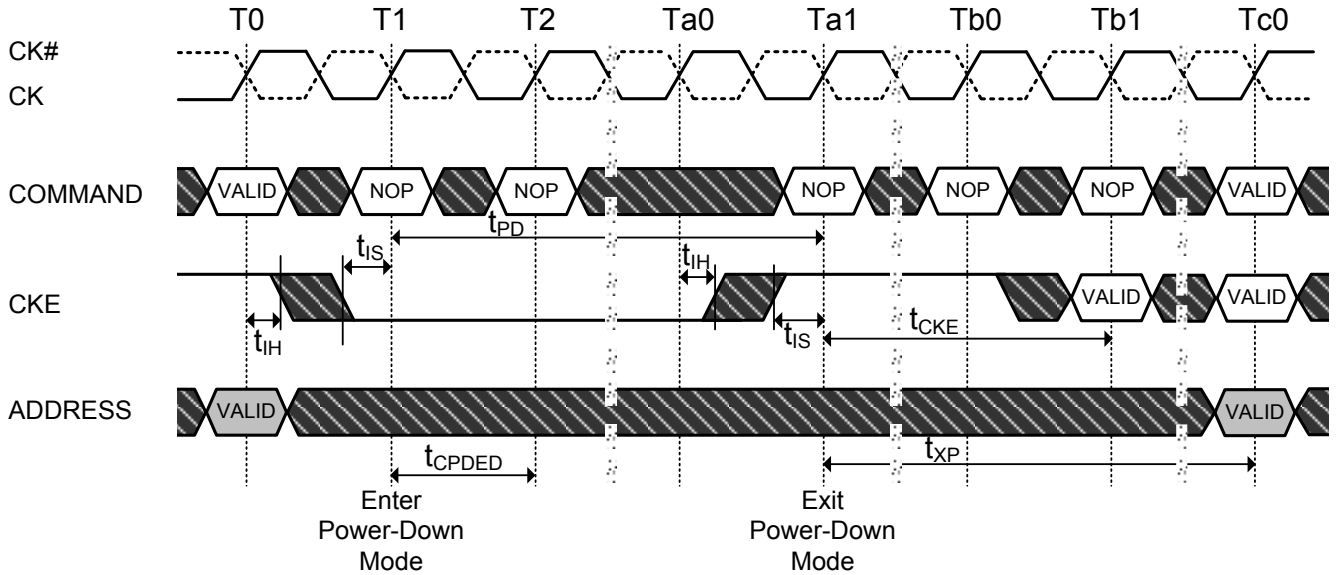 T0 T1 T2 Ta0 Ta1 Tb0 Tb1 Tc0
CK#
CK
COMMAND VALID NOP NOP NOP NOP NOP VALID
tPD
tIS tIH
CKE VALID VALID
tIH tIS tCKE
ADDRESS VALID VALID
tCPDED tXP
Enter
Power-Down
Mode
Exit
Power-Down
Mode